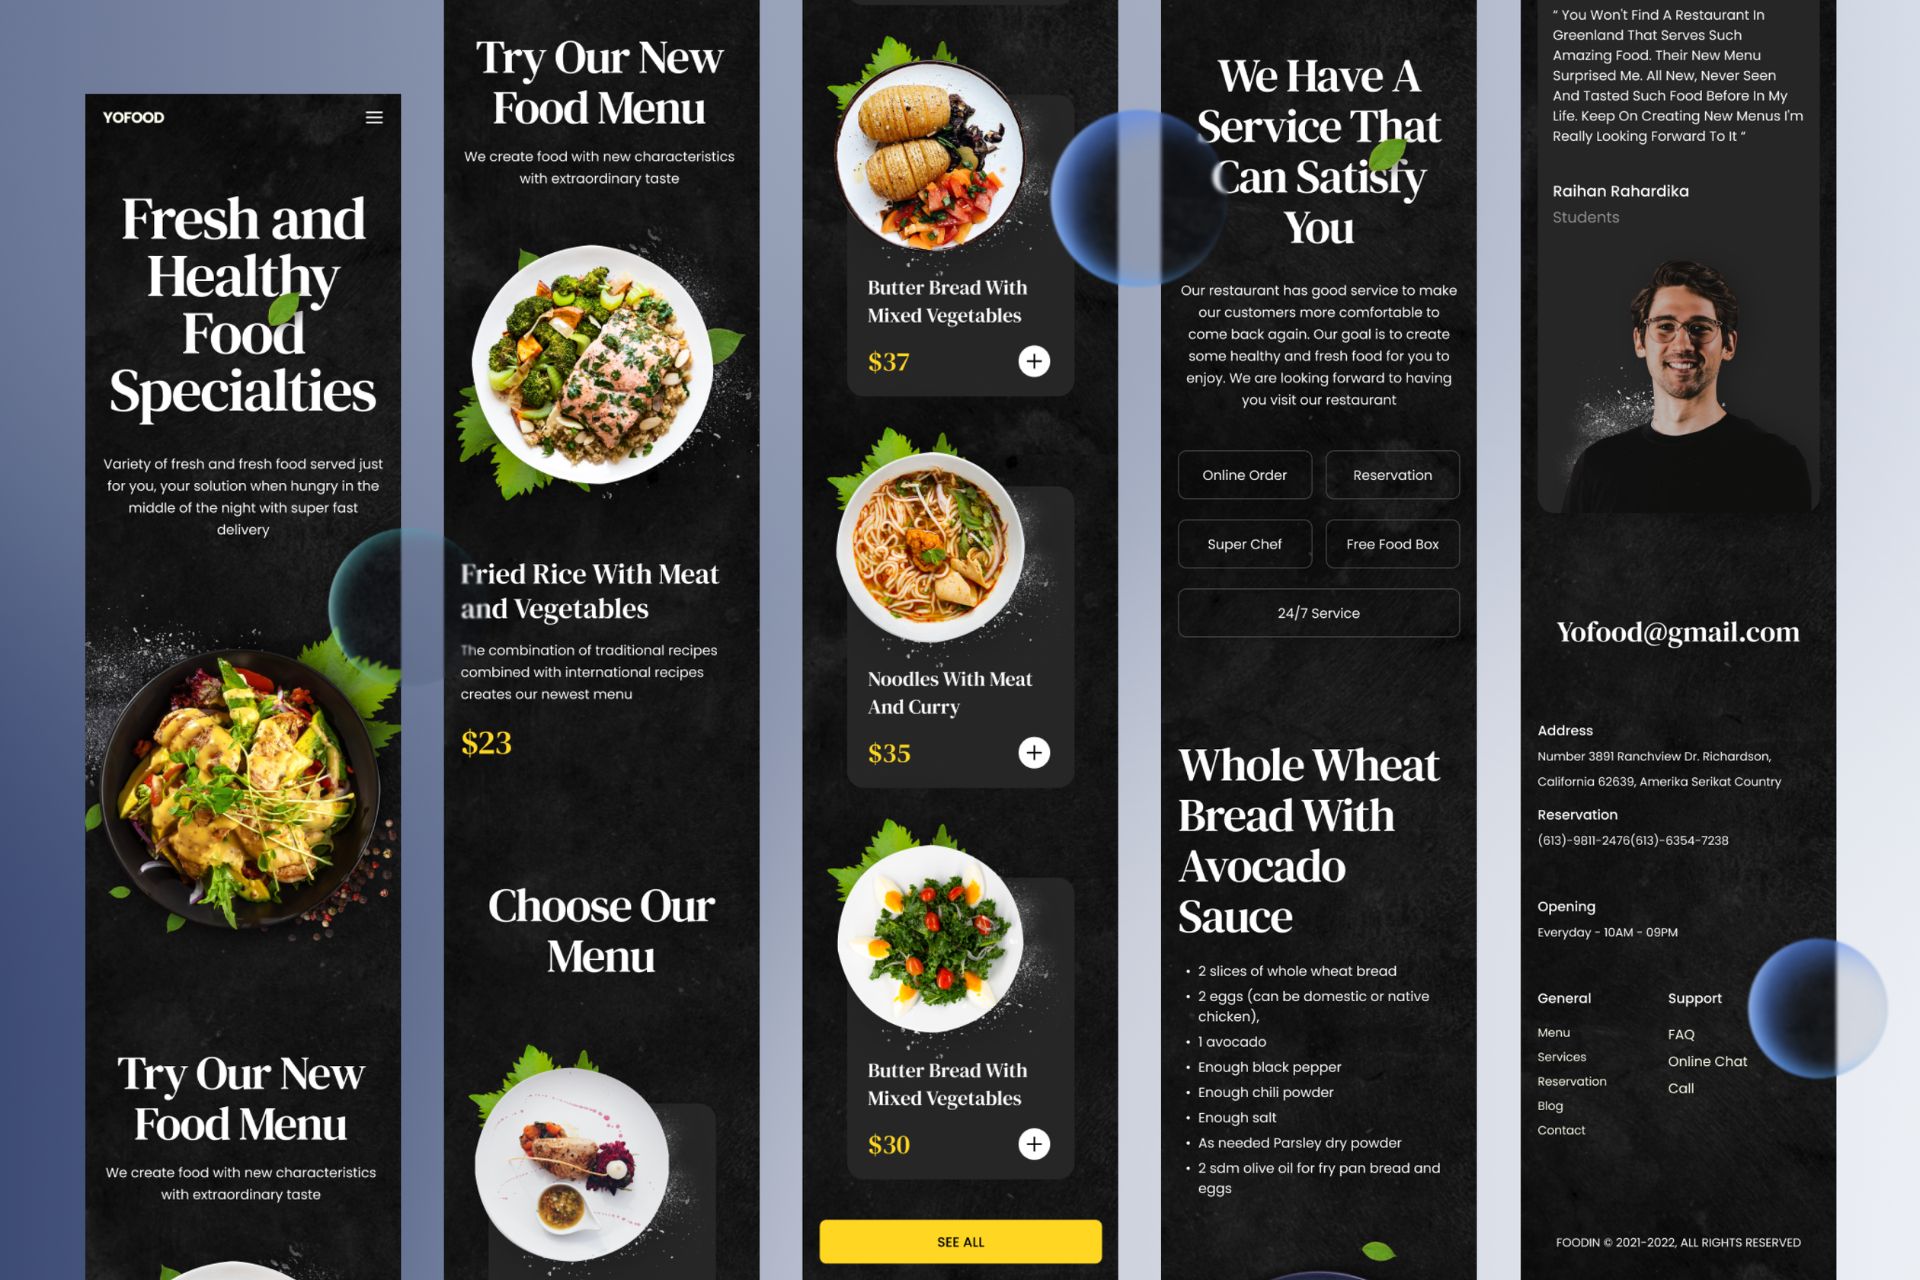 YOFOOD
Fresh and
Healthy
Food
Specialties
Variety of fresh and fresh food served just
for you, your solution when hungry in the
middle of the night with super fast
delivery
Try Our New
Food Menu
We create food with new characteristics
with extraordinary taste
Try Our New
Food Menu
We create food with new characteristics
with extraordinary taste
Fried Rice With Meat
and Vegetables
The combination of traditional recipes
combined with international recipes
creates our newest menu
$23
Choose Our
Menu
Butter Bread With
Mixed Vegetables
$37
Noodles With Meat
And Curry
$35
Butter Bread With
Mixed Vegetables
$30
SEE ALL
We Have A
Service That
Can Satisfy
You
Our restaurant has good service to make
our customers more comfortable to
come back again. Our goal is to create
some healthy and fresh food for you to
enjoy. We are looking forward to having
you visit our restaurant
Online Order
Reservation
Super Chef
Free Food Box
24/7 Service
Whole Wheat
Bread With
Avocado
Sauce
• 2 slices of whole wheat bread
• 2 eggs (can be domestic or native
chicken),
• 1 avocado
• Enough black pepper
• Enough chili powder
• Enough salt
• As needed Parsley dry powder
• 2 sdm olive oil for fry pan bread and
eggs
“ You Won't Find A Restaurant In
Greenland That Serves Such
Amazing Food. Their New Menu
Surprised Me. All New, Never Seen
And Tasted Such Food Before In My
Life. Keep On Creating New Menus I'm
Really Looking Forward To It “
Raihan Rahardika
Students
Yofood@gmail.com
Address
Number 3891 Ranchview Dr. Richardson,
California 62639, Amerika Serikat Country
Reservation
(613)-9811-2476(613)-6354-7238
Opening
Everyday - 10AM - 09PM
General
Menu
Services
Reservation
Blog
Contact
Support
FAQ
Online Chat
Call
FOODIN © 2021-2022, ALL RIGHTS RESERVED